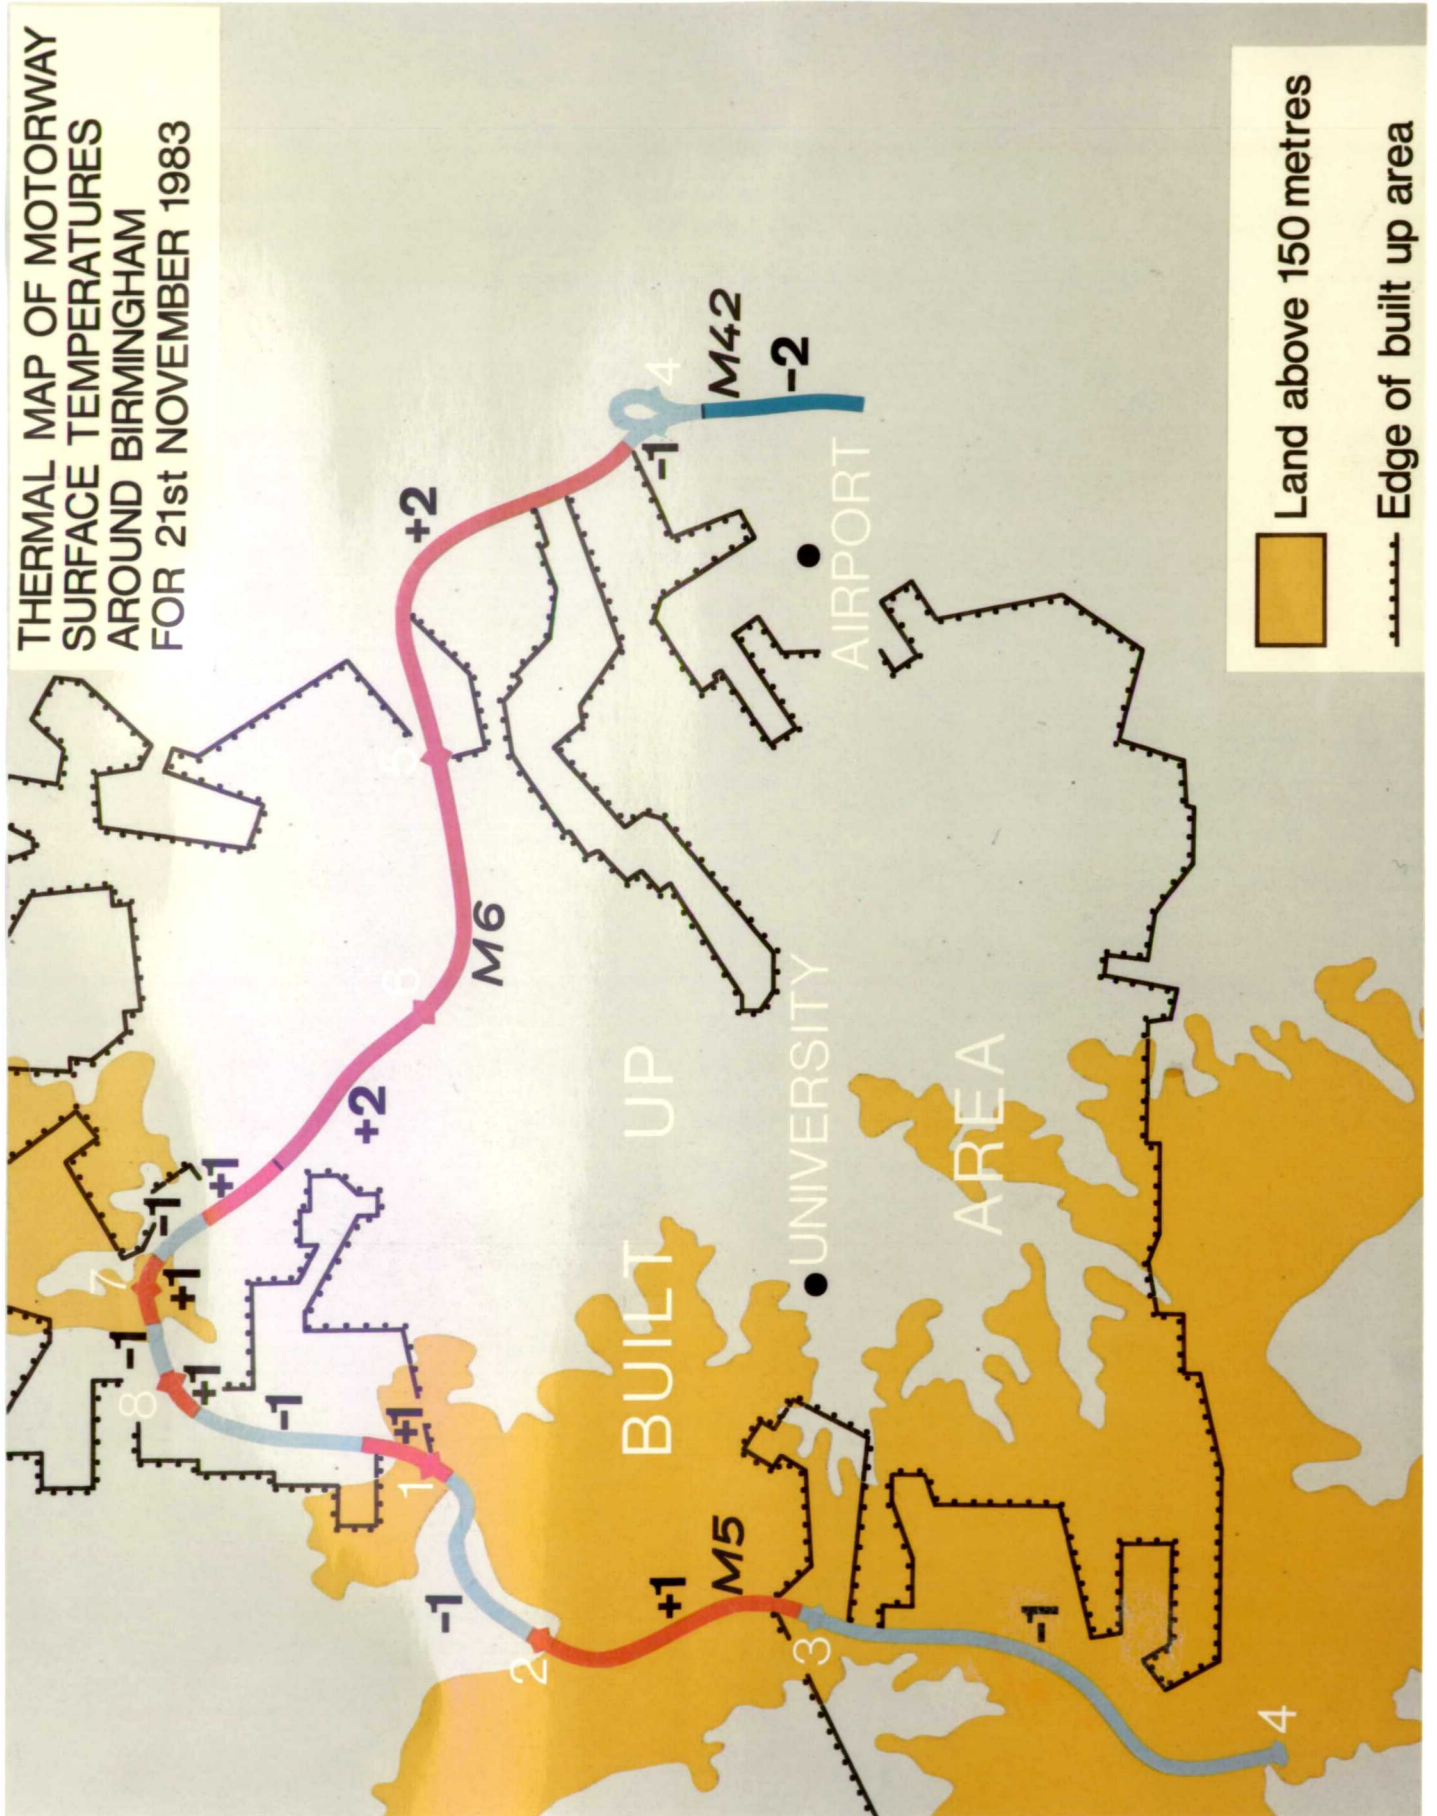 THERMAL MAP OF MOTORWAY
SURFACE TEMPERATURES
AROUND BIRMINGHAM
FOR 21st NOVEMBER 1983
7
-1
+1
+1
8
-1
+1
-1
+2
6
M6
5
+2
1
+1
-1
2
+1
M5
3
-1
4
BUILT UP
AREA
UNIVERSITY
AIRPORT
4
-1
M42
-2
Land above 150 metres
Edge of built up area